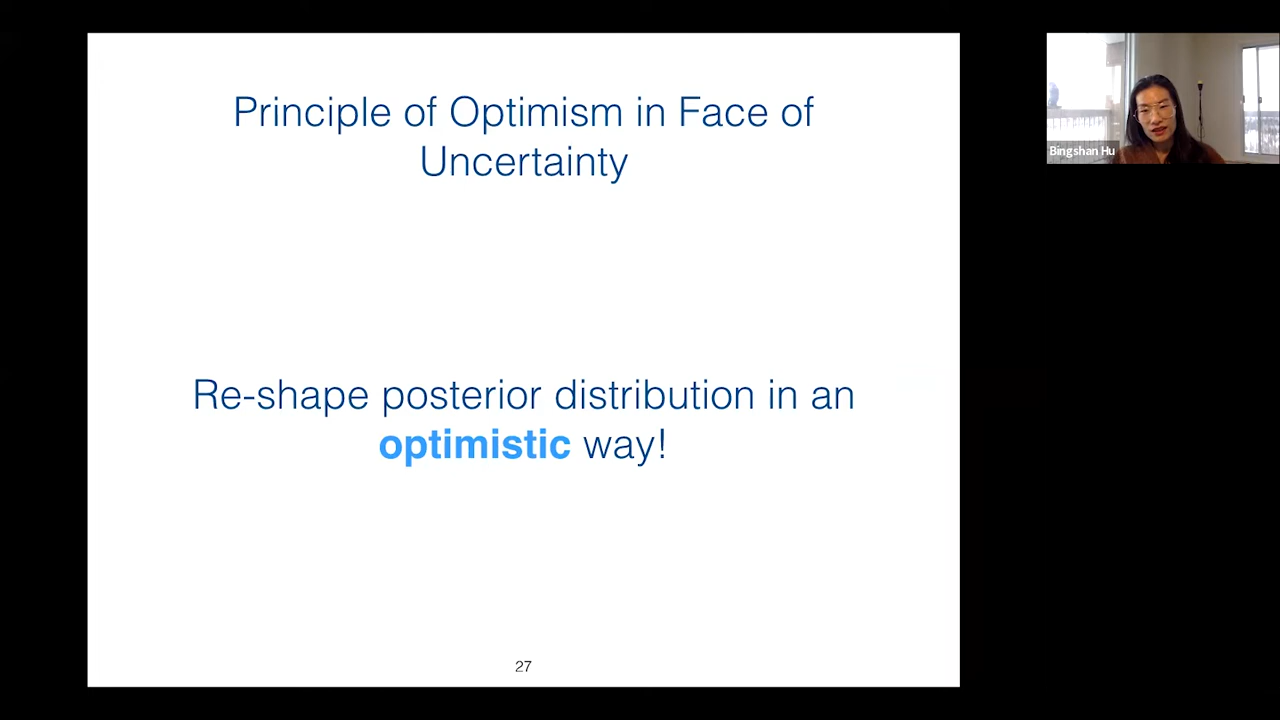 Principle of Optimism in Face of
Uncertainty
Bingshan Hu
Re-shape posterior distribution in an
optimistic way!
27